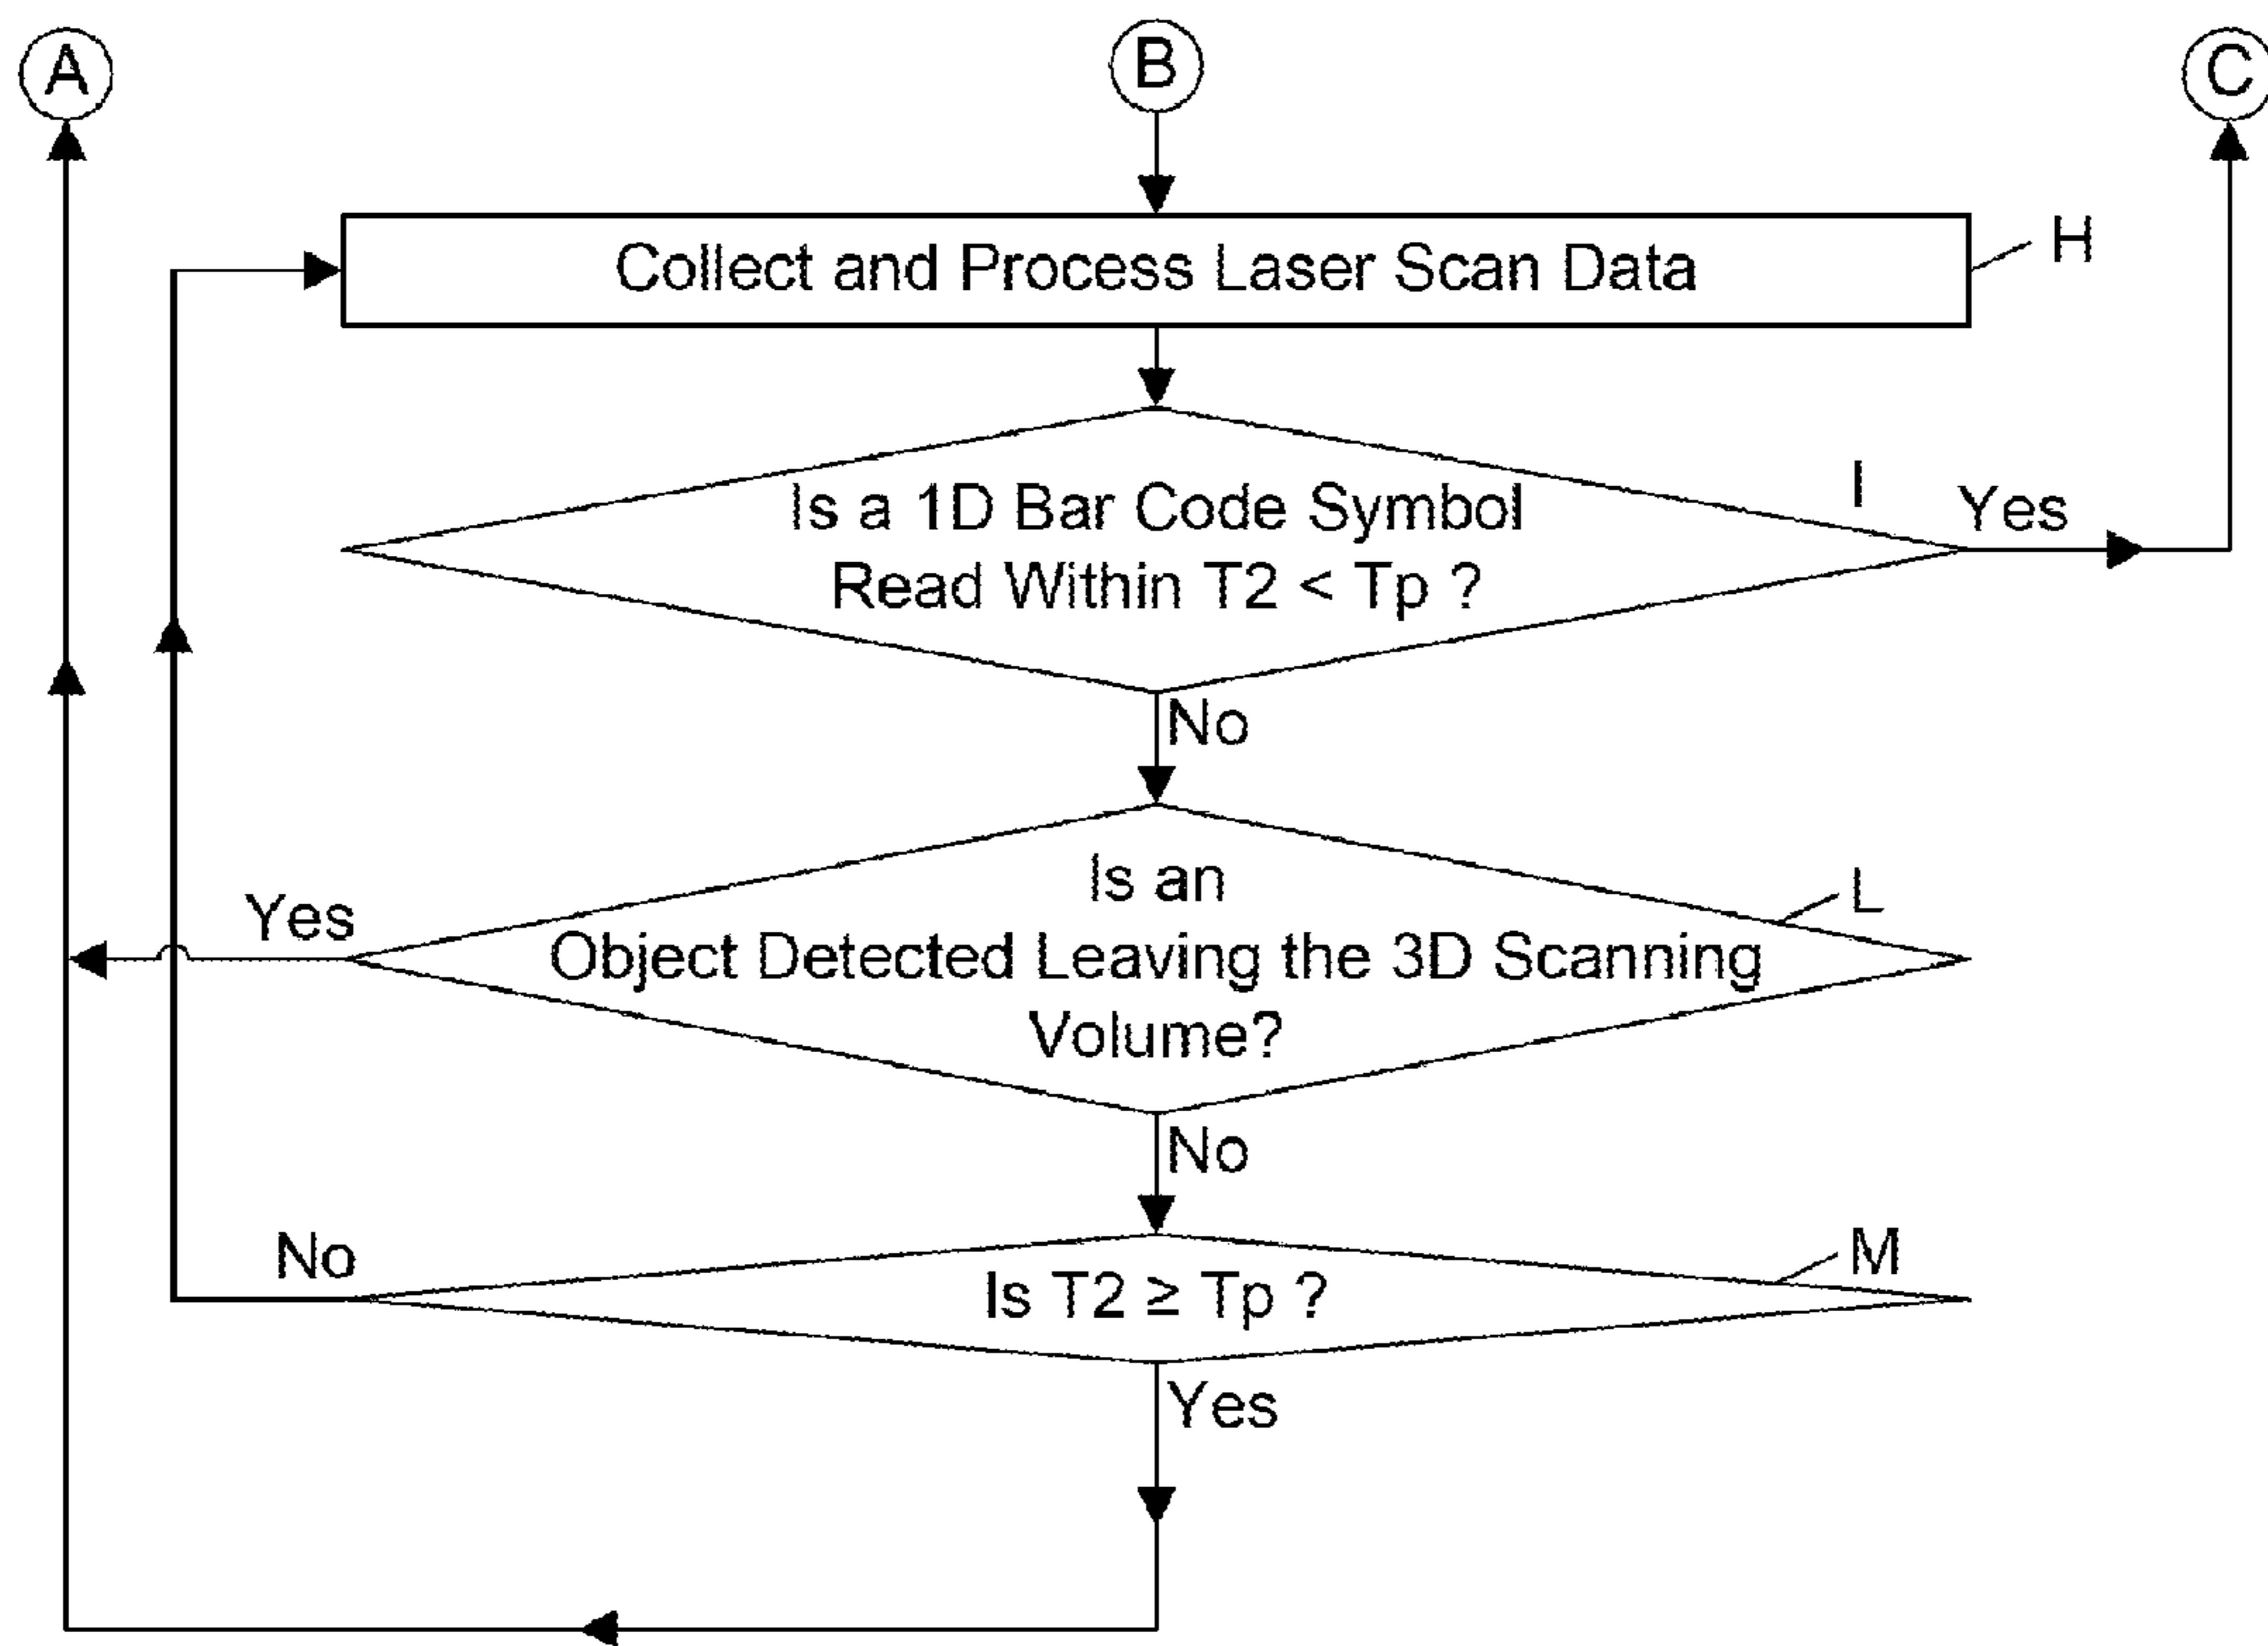 A
B
C
Collect and Process Laser Scan Data
H
Is a 1D Bar Code Symbol
Read Within T2 < Tp ?
I
Yes
No
Is an
Object Detected Leaving the 3D Scanning
Volume?
L
Yes
No
Is T2 ≥ Tp ?
M
No
Yes